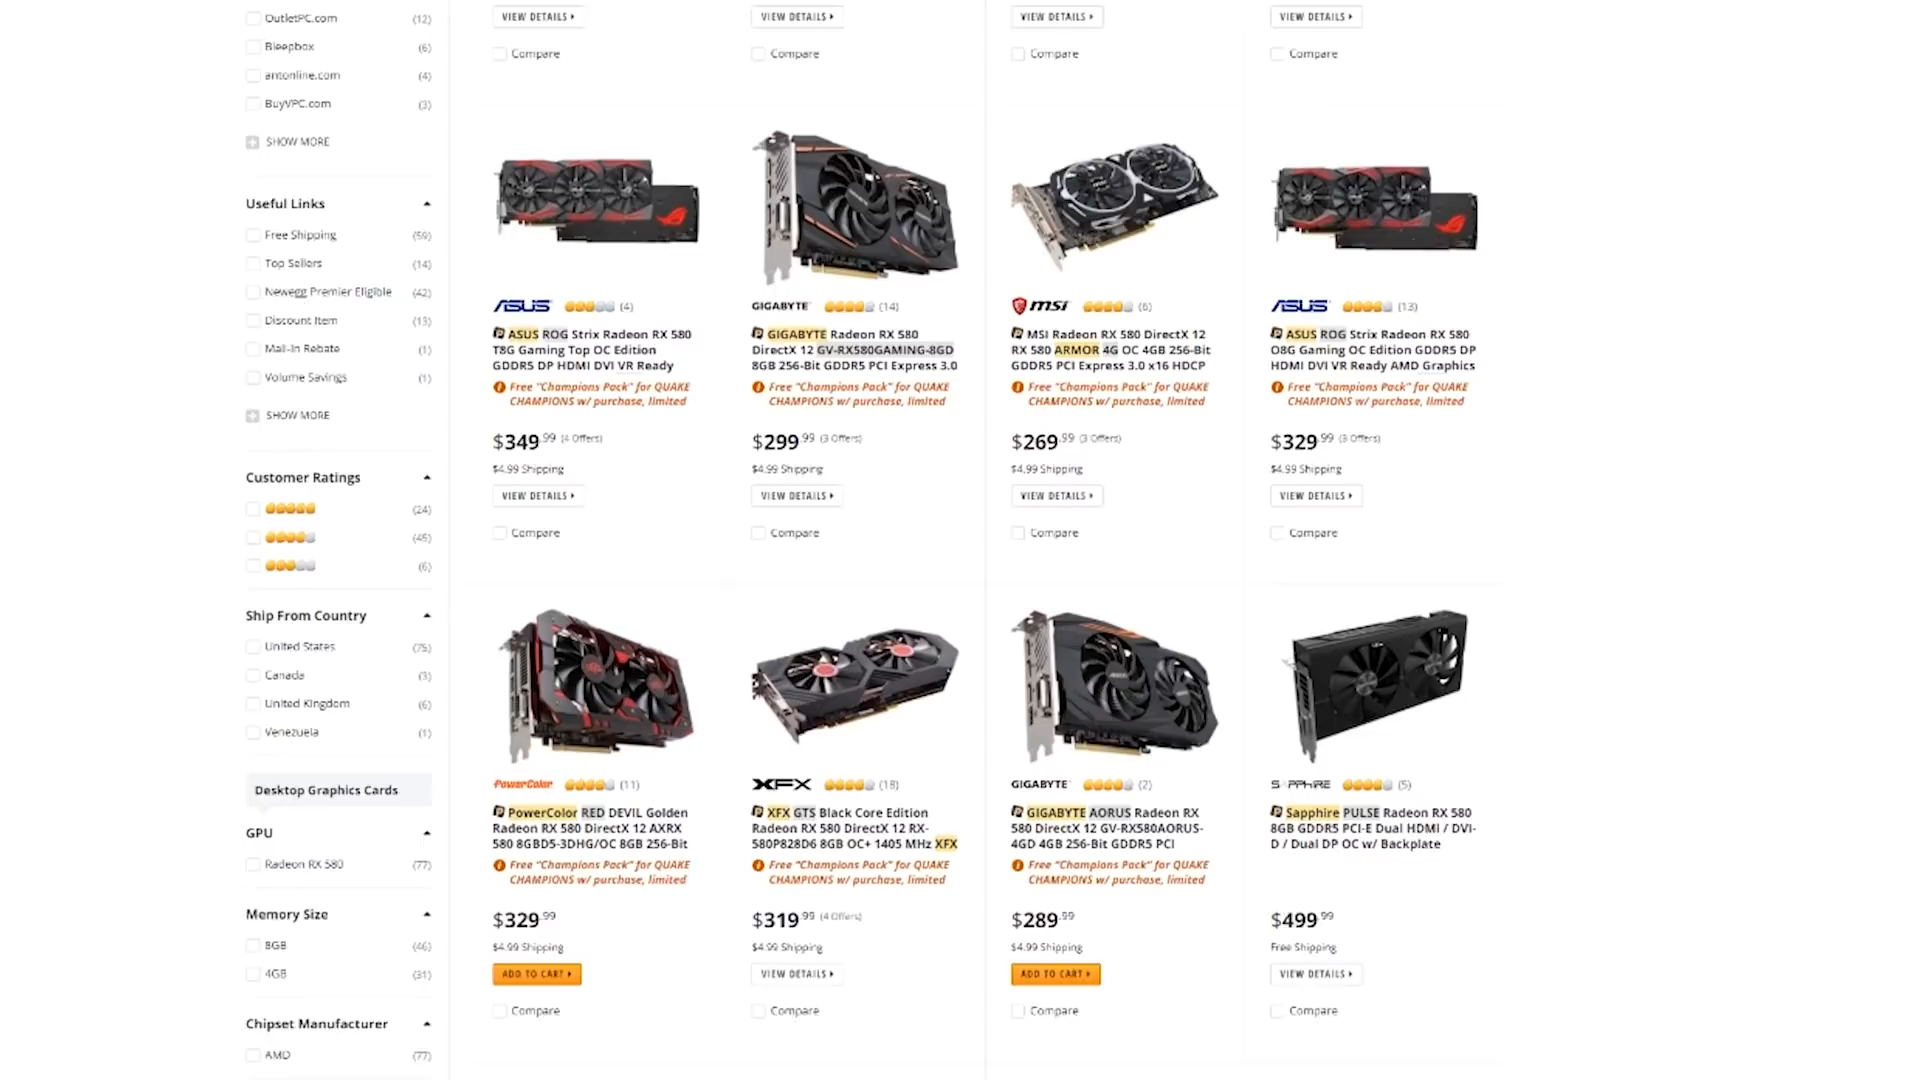 OutletPC.com (12)
Bleepbox (6)
antonline.com (4)
BuyVPC.com (3)
SHOW MORE
Useful Links
Free Shipping (59)
Top Sellers (14)
Newegg Premier Eligible (42)
Discount Item (13)
Mail-In Rebate (1)
Volume Savings (1)
SHOW MORE
Customer Ratings
(24)
(45)
(6)
Ship From Country
United States (75)
Canada (3)
United Kingdom (6)
Venezuela (1)
Desktop Graphics Cards
GPU
Radeon RX 580 (77)
Memory Size
8GB (46)
4GB (31)
Chipset Manufacturer
AMD (77)
VIEW DETAILS VIEW DETAILS VIEW DETAILS VIEW DETAILS
Compare Compare Compare Compare
ASUS (4)
ASUS ROG Strix Radeon RX 580
T8G Gaming Top OC Edition
GDDR5 DP HDMI DVI VR Ready
Free "Champions Pack" for QUAKE
CHAMPIONS w/ purchase, limited
$349.99 (4 Offers)
$4.99 Shipping
VIEW DETAILS
Compare
GIGABYTE (14)
GIGABYTE Radeon RX 580
DirectX 12 GV-RX580GAMING-8GD
8GB 256-Bit GDDR5 PCI Express 3.0
Free "Champions Pack" for QUAKE
CHAMPIONS w/ purchase, limited
$299.99 (3 Offers)
$4.99 Shipping
VIEW DETAILS
Compare
msi (6)
MSI Radeon RX 580 DirectX 12
RX 580 ARMOR 4G OC 4GB 256-Bit
GDDR5 PCI Express 3.0 x16 HDCP
Free "Champions Pack" for QUAKE
CHAMPIONS w/ purchase, limited
$269.99 (3 Offers)
$4.99 Shipping
VIEW DETAILS
Compare
ASUS (13)
ASUS ROG Strix Radeon RX 580
O8G Gaming OC Edition GDDR5 DP
HDMI DVI VR Ready AMD Graphics
Free "Champions Pack" for QUAKE
CHAMPIONS w/ purchase, limited
$329.99 (3 Offers)
$4.99 Shipping
VIEW DETAILS
Compare
PowerColor (11)
PowerColor RED DEVIL Golden
Radeon RX 580 DirectX 12 AXRX
580 8GBD5-3DHG/OC 8GB 256-Bit
Free "Champions Pack" for QUAKE
CHAMPIONS w/ purchase, limited
$329.99
$4.99 Shipping
ADD TO CART
Compare
XFX (18)
XFX GTS Black Core Edition
Radeon RX 580 DirectX 12 RX-
580P828D6 8GB OC+ 1405 MHz XFX
Free "Champions Pack" for QUAKE
CHAMPIONS w/ purchase, limited
$319.99 (4 Offers)
$4.99 Shipping
VIEW DETAILS
Compare
GIGABYTE (2)
GIGABYTE AORUS Radeon RX
580 DirectX 12 GV-RX580AORUS-
4GD 4GB 256-Bit GDDR5 PCI
Free "Champions Pack" for QUAKE
CHAMPIONS w/ purchase, limited
$289.99
$4.99 Shipping
ADD TO CART
Compare
SAPPHIRE (5)
Sapphire PULSE Radeon RX 580
8GB GDDR5 PCI-E Dual HDMI / DVI-
D / Dual DP OC w/ Backplate
$499.99
Free Shipping
VIEW DETAILS
Compare